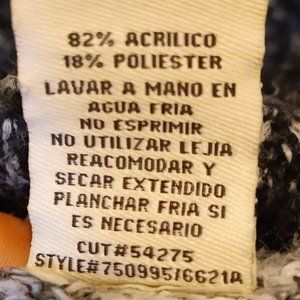 82% ACRILICO
18% POLIESTER
LAVAR A MANO EN
AGUA FRIA
NO ESPRIMIR
NO UTILIZAR LEJÍA
REACOMODAR Y
SECAR EXTENDIDO
PLANCHAR FRIA SI
ES NECESARIO
CUT#54275
STYLE#750995/6621A